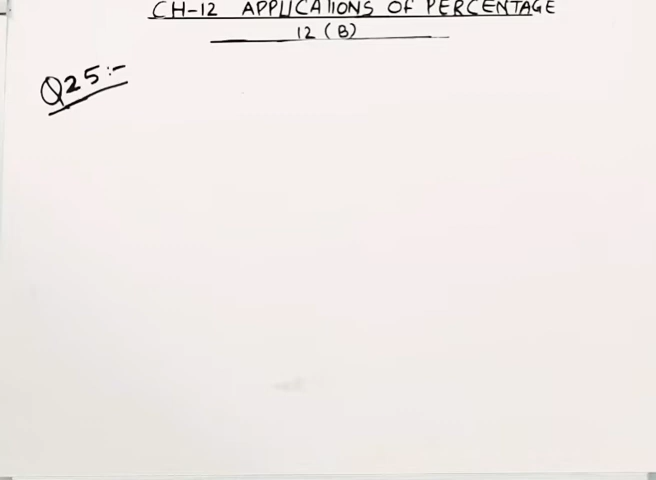 CH-12 APPLICATIONS OF PERCENTAGE
12 (B)
Q25:-